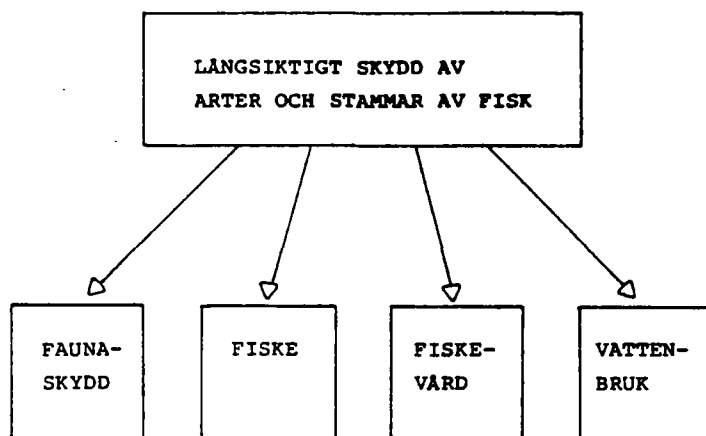 LÅNGSIKTIGT SKYDD AV
ARTER OCH STAMMAR AV FISK
FAUNA-
SKYDD
FISKE
FISKE-
VÅRD
VATTEN-
BRUK